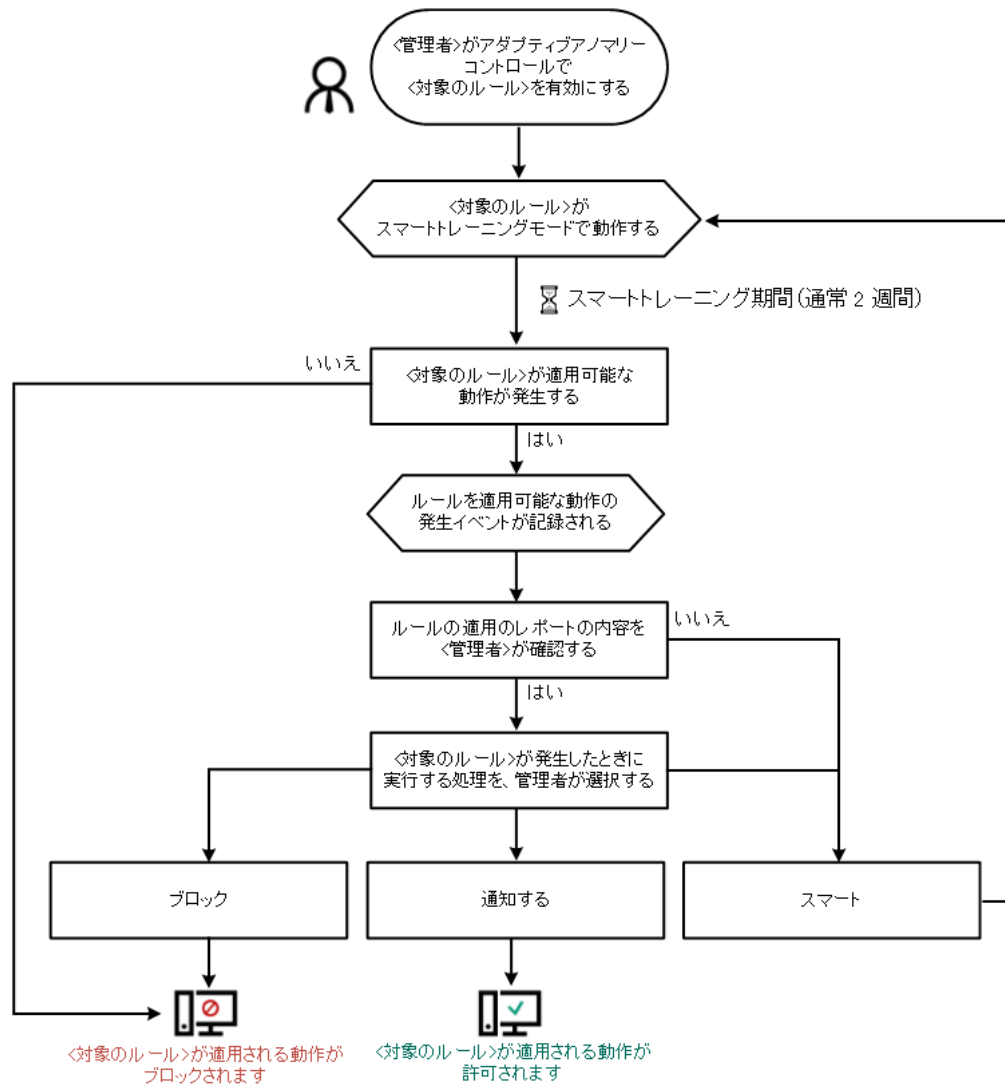 <管理者>がアダプティブアノマリー
コントロールで
<対象のルール>を有効にする
<対象のルール>が
スマートトレーニングモードで動作する
スマートトレーニング期間(通常 2 週間)
いいえ
<対象のルール>が適用可能な
動作が発生する
はい
ルールを適用可能な動作の
発生イベントが記録される
ルールの適用のレポートの内容を
<管理者>が確認する
いいえ
はい
<対象のルール>が発生したときに
実行する処理を、管理者が選択する
ブロック
通知する
スマート
<対象のルール>が適用される動作が
ブロックされます
<対象のルール>が適用される動作が
許可されます